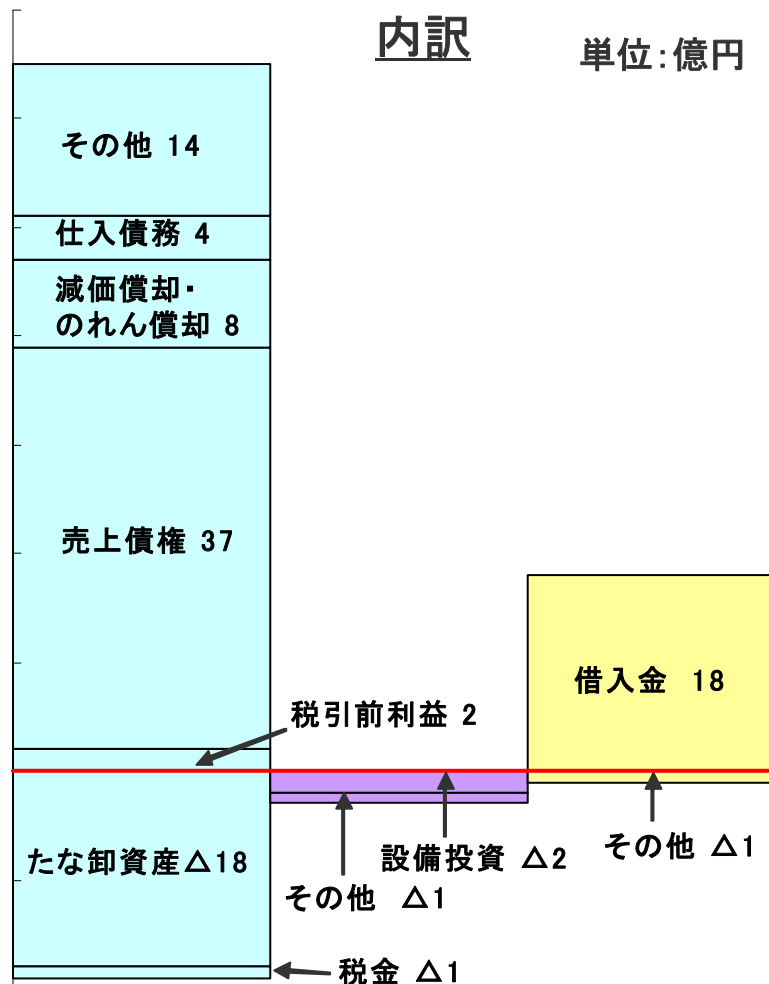 内訳
単位:億円
その他 14
仕入債務 4
減価償却・
のれん償却 8
売上債権 37
税引前利益 2
借入金 18
たな卸資産△18
設備投資 △2
その他 △1
その他 △1
税金 △1